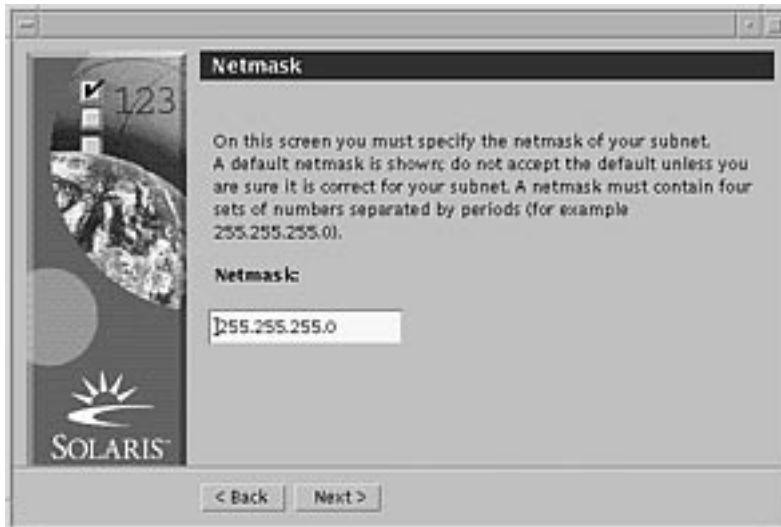 Netmask
123
On this screen you must specify the netmask of your subnet.
A default netmask is shown; do not accept the default unless you
are sure it is correct for your subnet. A netmask must contain four
sets of numbers separated by periods (for example
255.255.255.0).
Netmask:
255.255.255.0
SOLARIS™
< Back
Next >